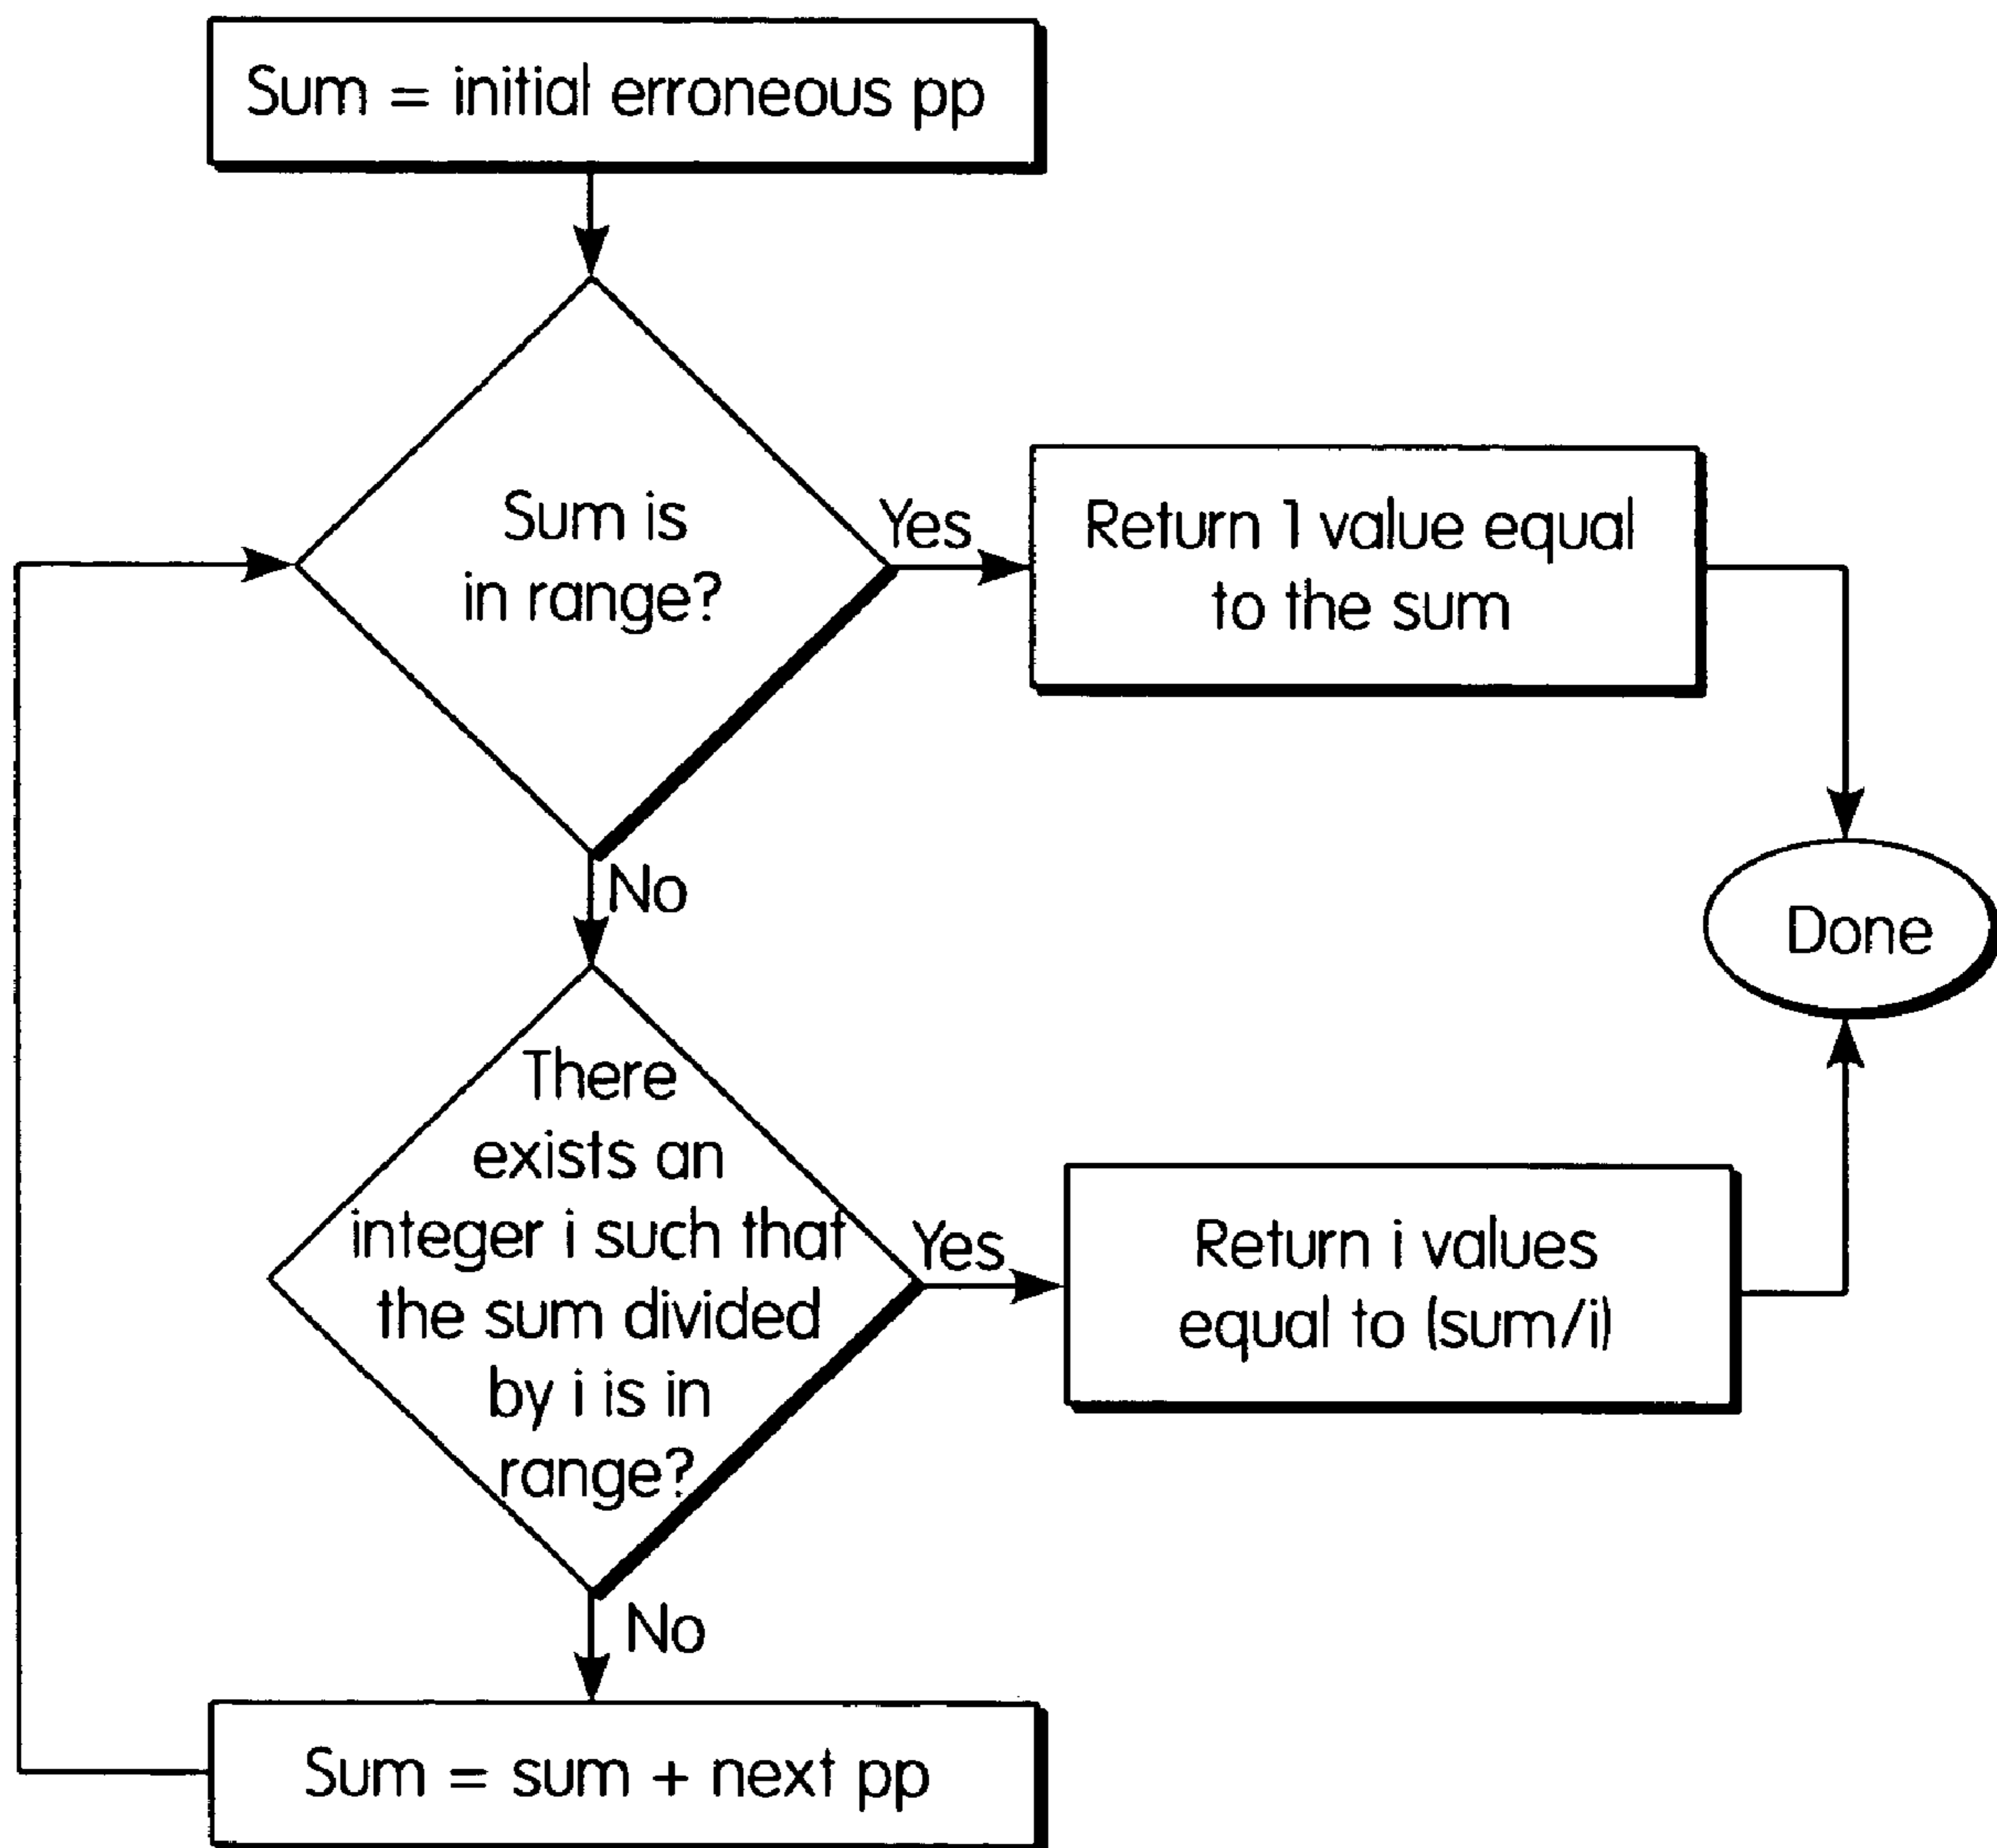 Sum = initial erroneous pp
Sum is
in range?
Yes
Return 1 value equal
to the sum
No
Done
There
exists an
integer i such that
the sum divided
by i is in
range?
Yes
Return i values
equal to (sum/i)
No
Sum = sum + next pp